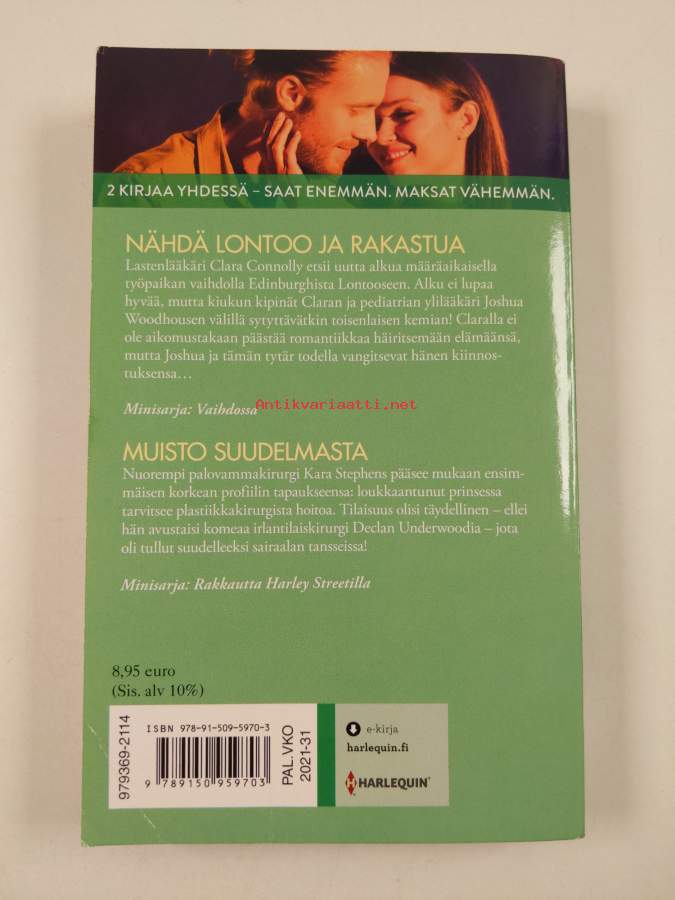 2 KIRJAA YHDESSÄ – SAAT ENEMMÄN. MAKSAT VÄHEMMÄN.
NÄHDÄ LONTOO JA RAKASTUA
Lastenlääkäri Clara Connolly etsii uutta alkua määräaikaisella
työpaikan vaihdolla Edinburghista Lontooseen. Alku ei lupaa
hyvää, mutta kiukun kipinät Claran ja pediatrian ylilääkäri Joshua
Woodhousen välillä sytyttävätkin toisenlaisen kemian! Claralla ei
ole aikomustakaan päästää romantiikkaa häiritsemään elämäänsä,
mutta Joshua ja tämän tytär todella vangitsevat hänen kiinnos-
tuksensa...
Minisarja: Vaihdossa
Antikvariaatti.net
MUISTO SUUDELMASTA
Nuorempi palovammakirurgi Kara Stephens pääsee mukaan ensim-
mäisen korkean profiilin tapaukseensa: loukkaantunut prinsessa
tarvitsee plastiikkakirurgista hoitoa. Tilaisuus olisi täydellinen – ellei
hän avustaisi komeaa irlantilaiskirurgi Declan Underwoodia – jota
oli tullut suudelleeksi sairaalan tansseissa!
Minisarja: Rakkautta Harley Streetilla
8,95 euro
(Sis. alv 10%)
979369-2114
ISBN 978-91-509-5970-3
9 789150 959703
PAL.VKO
2021-31
e-kirja
harlequin.fi
HARLEQUIN